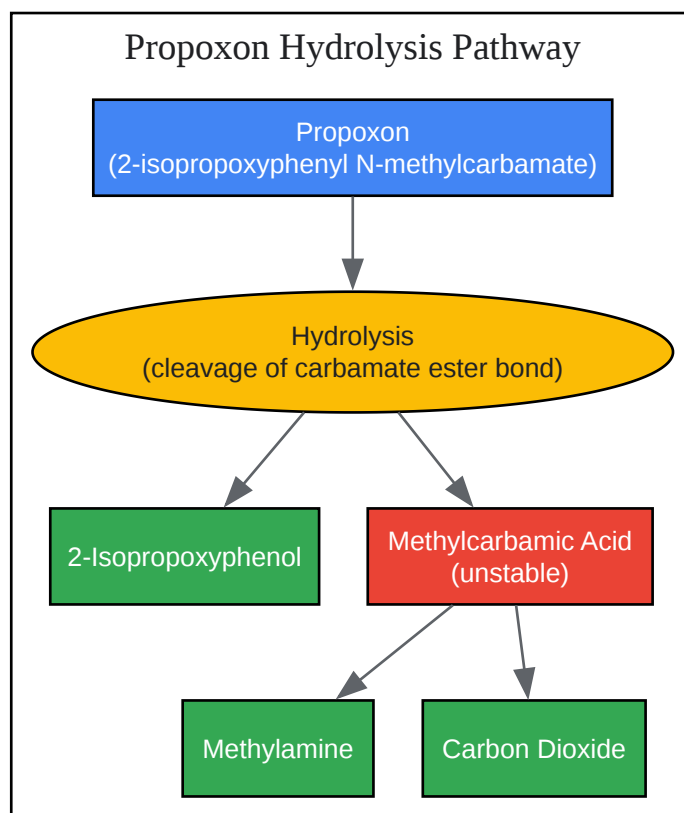 Propoxon Hydrolysis Pathway
Propoxon
(2-isopropoxyphenyl N-methylcarbamate)
Hydrolysis
(cleavage of carbamate ester bond)
2-Isopropoxyphenol
Methylcarbamic Acid
(unstable)
Methylamine
Carbon Dioxide